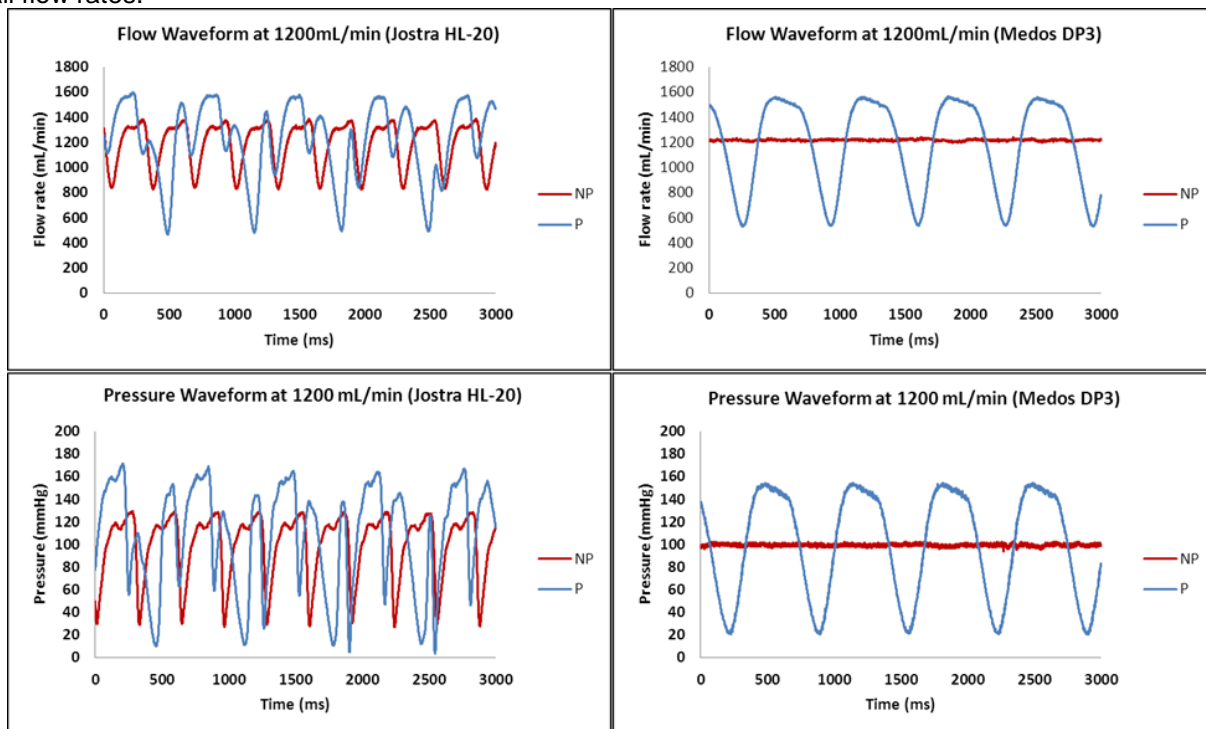 all flow rates.
Flow Waveform at 1200mL/min (Jostra HL-20)
Flow rate (mL/min)
1800
1600
1400
1200
1000
800
600
400
200
0
0 500 1000 1500 2000 2500 3000
Time (ms)
NP
P
Flow Waveform at 1200mL/min (Medos DP3)
Flow rate (mL/min)
1800
1600
1400
1200
1000
800
600
400
200
0
0 500 1000 1500 2000 2500 3000
Time (ms)
NP
P
Pressure Waveform at 1200 mL/min (Jostra HL-20)
Pressure (mmHg)
200
180
160
140
120
100
80
60
40
20
0
0 500 1000 1500 2000 2500 3000
Time (ms)
NP
P
Pressure Waveform at 1200 mL/min (Medos DP3)
Pressure (mmHg)
200
180
160
140
120
100
80
60
40
20
0
0 500 1000 1500 2000 2500 3000
Time (ms)
NP
P